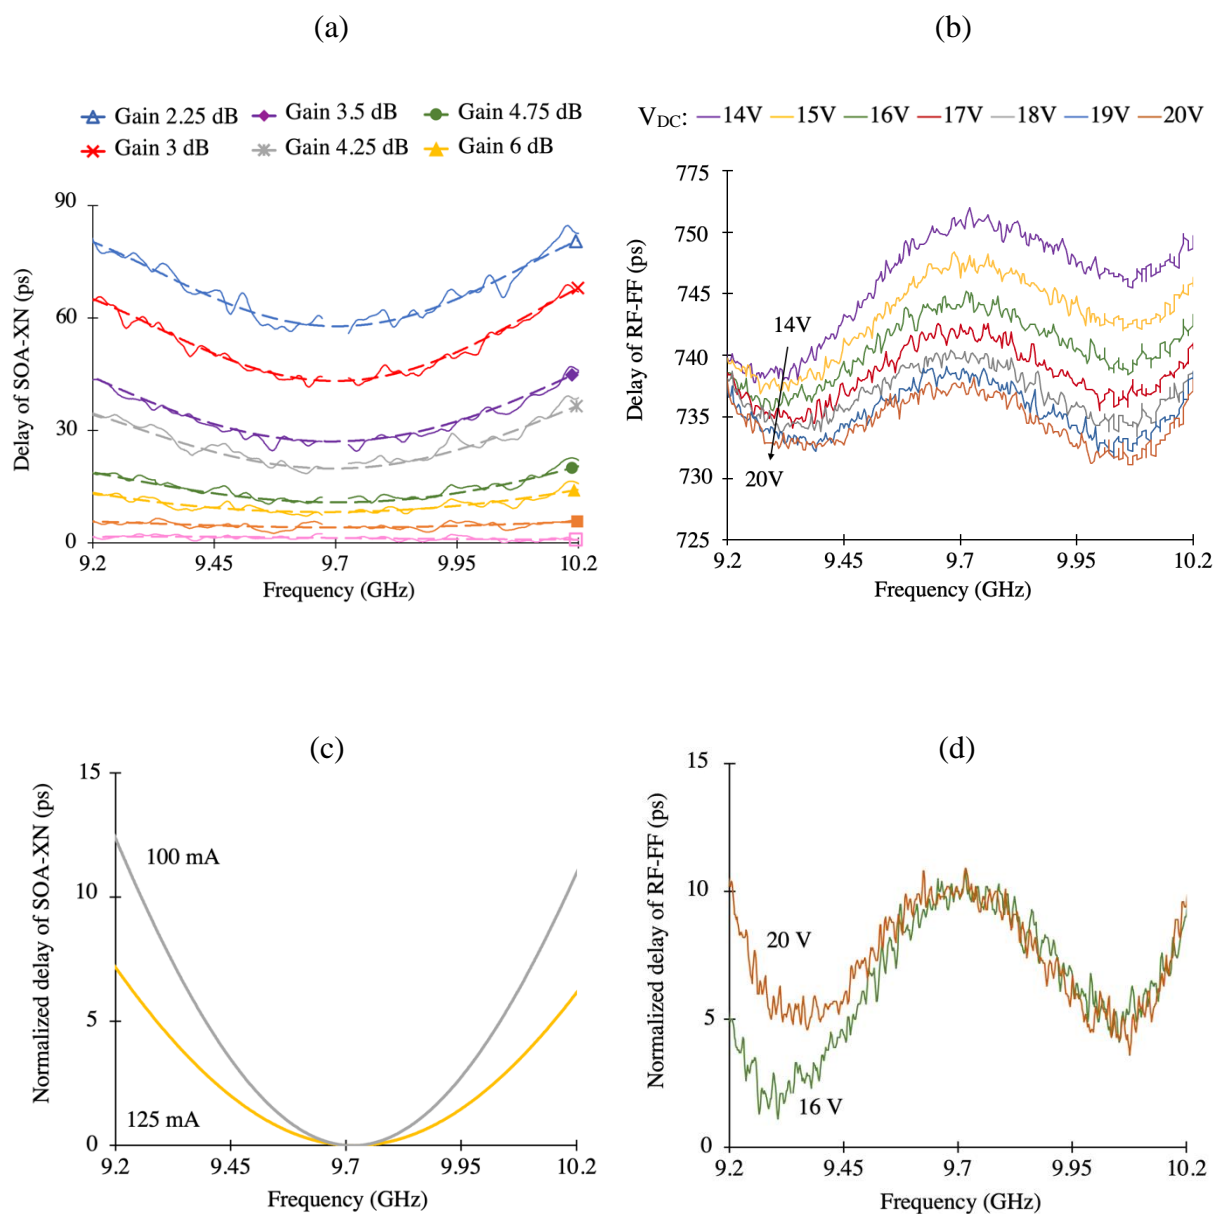 (a)
Gain 2.25 dB Gain 3.5 dB Gain 4.75 dB
Gain 3 dB Gain 4.25 dB Gain 6 dB
Delay of SOA-XN (ps)
90
60
30
0
9.2 9.45 9.7 9.95 10.2
Frequency (GHz)
(b)
VDC: 14V 15V 16V 17V 18V 19V 20V
Delay of RF-FF (ps)
775
750
745
740
735
730
725
14V
20V
9.2 9.45 9.7 9.95 10.2
Frequency (GHz)
(c)
Normalized delay of SOA-XN (ps)
15
10
5
0
100 mA
125 mA
9.2 9.45 9.7 9.95 10.2
Frequency (GHz)
(d)
Normalized delay of RF-FF (ps)
15
10
5
0
20 V
16 V
9.2 9.45 9.7 9.95 10.2
Frequency (GHz)